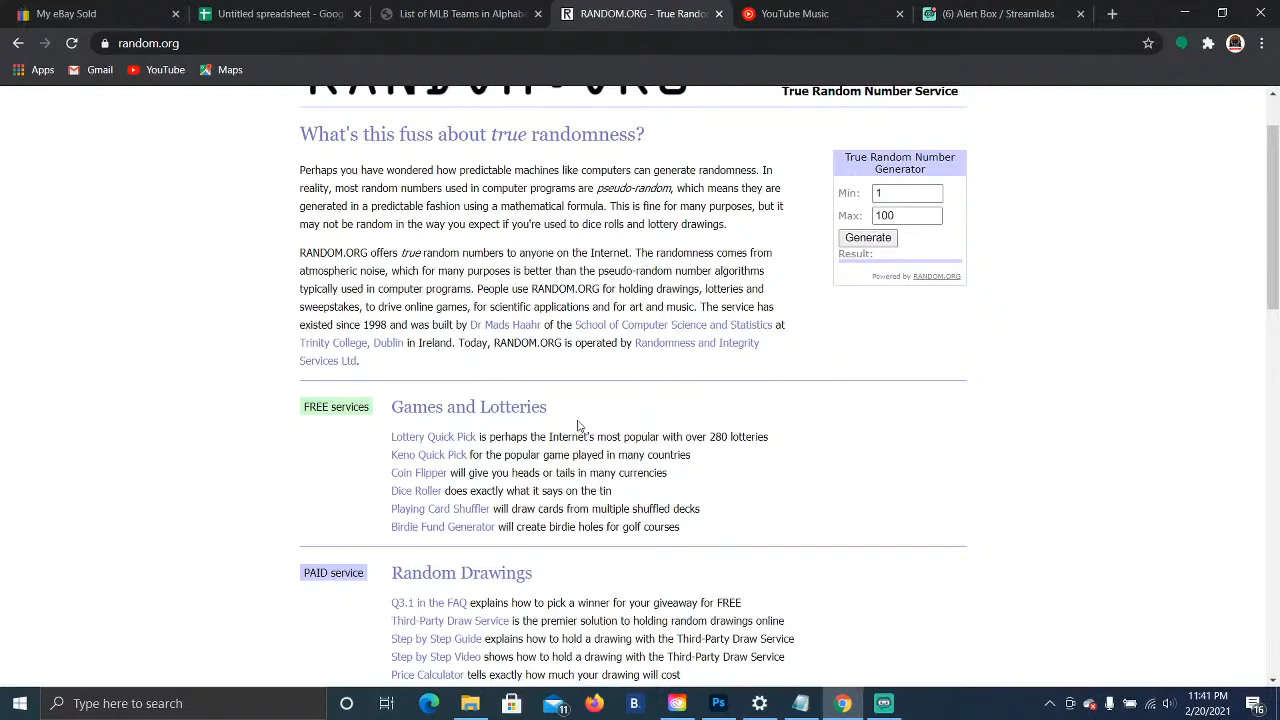 My eBay Sold
Untitled spreadsheet - Goog
List of MLB Teams in Alphabe
RANDOM.ORG - True Rando
YouTube Music
(4) Alert Box / Streamlabs
random.org
Apps
Gmail
YouTube
Maps
RANDOM.ORG
True Random Number Service
What's this fuss about true randomness?
Perhaps you have wondered how predictable machines like computers can generate randomness. In
reality, most random numbers used in computer programs are pseudo-random, which means they are
generated in a predictable fashion using a mathematical formula. This is fine for many purposes, but it
may not be random in the way you expect if you're used to dice rolls and lottery drawings.
RANDOM.ORG offers true random numbers to anyone on the Internet. The randomness comes from
atmospheric noise, which for many purposes is better than the pseudo-random number algorithms
typically used in computer programs. People use RANDOM.ORG for holding drawings, lotteries and
sweepstakes, to drive online games, for scientific applications and for art and music. The service has
existed since 1998 and was built by Dr Mads Haahr of the School of Computer Science and Statistics at
Trinity College, Dublin in Ireland. Today, RANDOM.ORG is operated by Randomness and Integrity
Services Ltd.
True Random Number
Generator
Min: 1
Max: 100
Generate
Result:
Powered by RANDOM.ORG
FREE services
Games and Lotteries
Lottery Quick Pick is perhaps the Internet's most popular with over 280 lotteries
Keno Quick Pick for the popular game played in many countries
Coin Flipper will give you heads or tails in many currencies
Dice Roller does exactly what it says on the tin
Playing Card Shuffler will draw cards from multiple shuffled decks
Birdie Fund Generator will create birdie holes for golf courses
PAID service
Random Drawings
Q3.1 in the FAQ explains how to pick a winner for your giveaway for FREE
Third-Party Draw Service is the premier solution to holding random drawings online
Step by Step Guide explains how to hold a drawing with the Third-Party Draw Service
Step by Step Video shows how to hold a drawing with the Third-Party Draw Service
Price Calculator tells exactly how much your drawing will cost
Type here to search
11
B
Ps
11:41 PM
2/20/2021
16